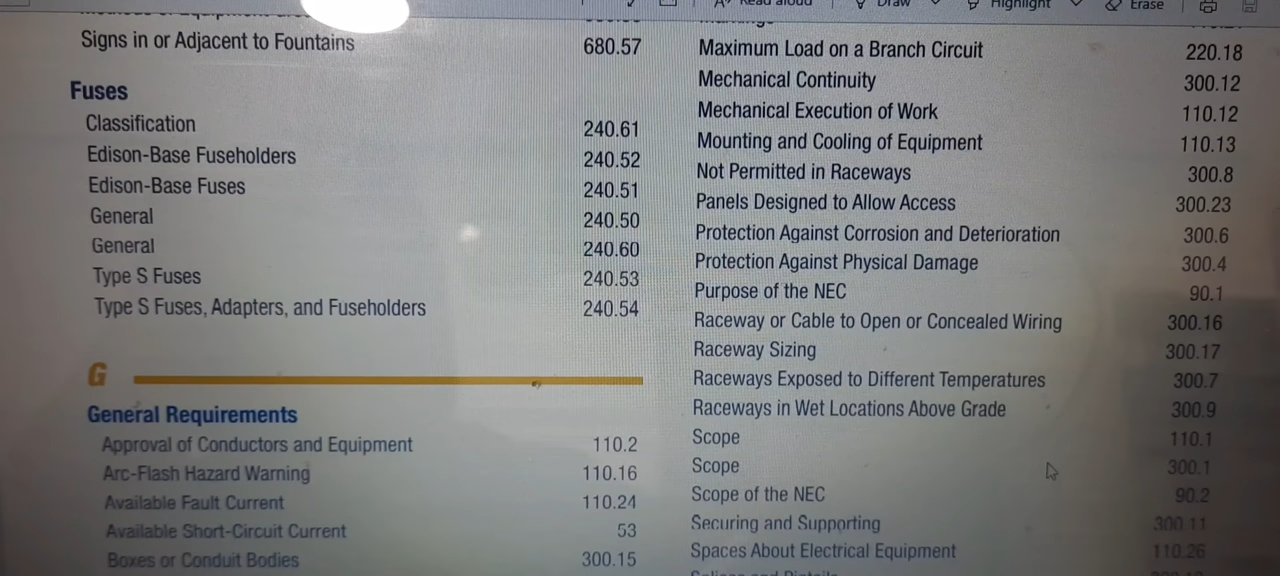 Read aloud
Draw
Highlight
Erase
Signs in or Adjacent to Fountains 680.57
Fuses
Classification 240.61
Edison-Base Fuseholders 240.52
Edison-Base Fuses 240.51
General 240.50
General 240.60
Type S Fuses 240.53
Type S Fuses, Adapters, and Fuseholders 240.54
G
General Requirements
Approval of Conductors and Equipment 110.2
Arc-Flash Hazard Warning 110.16
Available Fault Current 110.24
Available Short-Circuit Current 53
Boxes or Conduit Bodies 300.15
Maximum Load on a Branch Circuit 220.18
Mechanical Continuity 300.12
Mechanical Execution of Work 110.12
Mounting and Cooling of Equipment 110.13
Not Permitted in Raceways 300.8
Panels Designed to Allow Access 300.23
Protection Against Corrosion and Deterioration 300.6
Protection Against Physical Damage 300.4
Purpose of the NEC 90.1
Raceway or Cable to Open or Concealed Wiring 300.16
Raceway Sizing 300.17
Raceways Exposed to Different Temperatures 300.7
Raceways in Wet Locations Above Grade 300.9
Scope 110.1
Scope 300.1
Scope of the NEC 90.2
Securing and Supporting 300.11
Spaces About Electrical Equipment 110.26